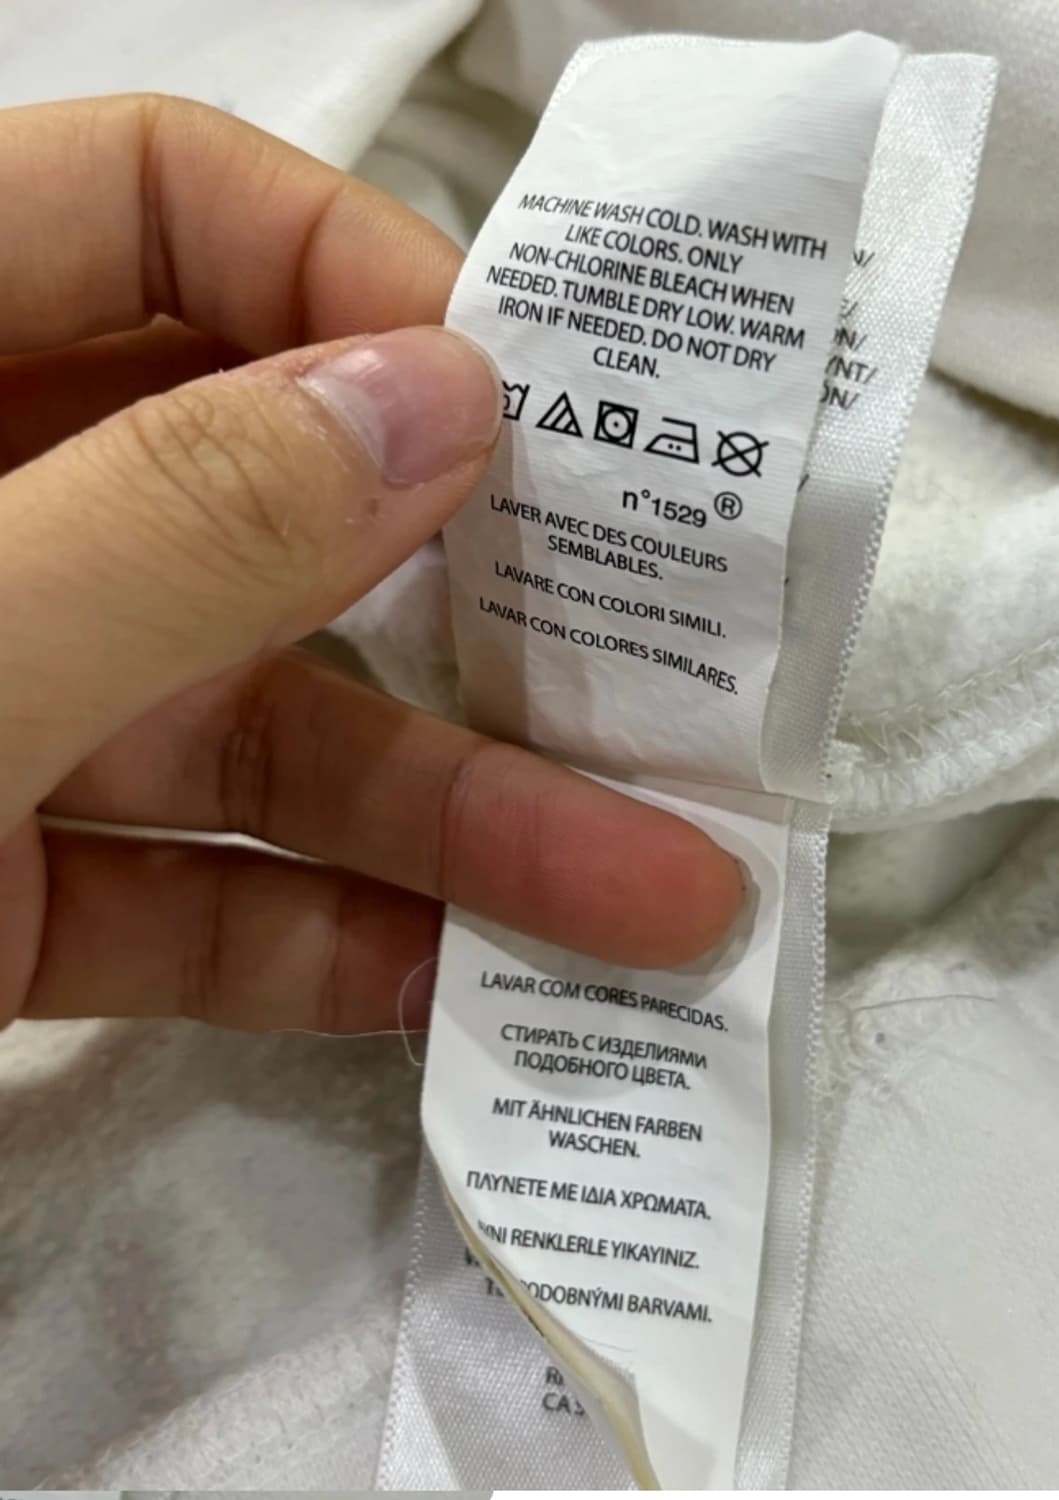 MACHINE WASH COLD. WASH WITH
LIKE COLORS. ONLY
NON-CHLORINE BLEACH WHEN
NEEDED. TUMBLE DRY LOW. WARM
IRON IF NEEDED. DO NOT DRY
CLEAN.
n°1529 ®
LAVER AVEC DES COULEURS
SEMBLABLES.
LAVARE CON COLORI SIMILI.
LAVAR CON COLORES SIMILARES.
LAVAR COM CORES PARECIDAS.
СТИРАТЬ С ИЗДЕЛИЯМИ
ПОДОБНОГО ЦВЕТА.
MIT ÄHNLICHEN FARBEN
WASCHEN.
ΠΛΥΝΕΤΕ ΜΕ ΙΔΙΑ ΧΡΩΜΑΤΑ.
RENKLERLE YIKAYINIZ.
BARVAMI.
CA